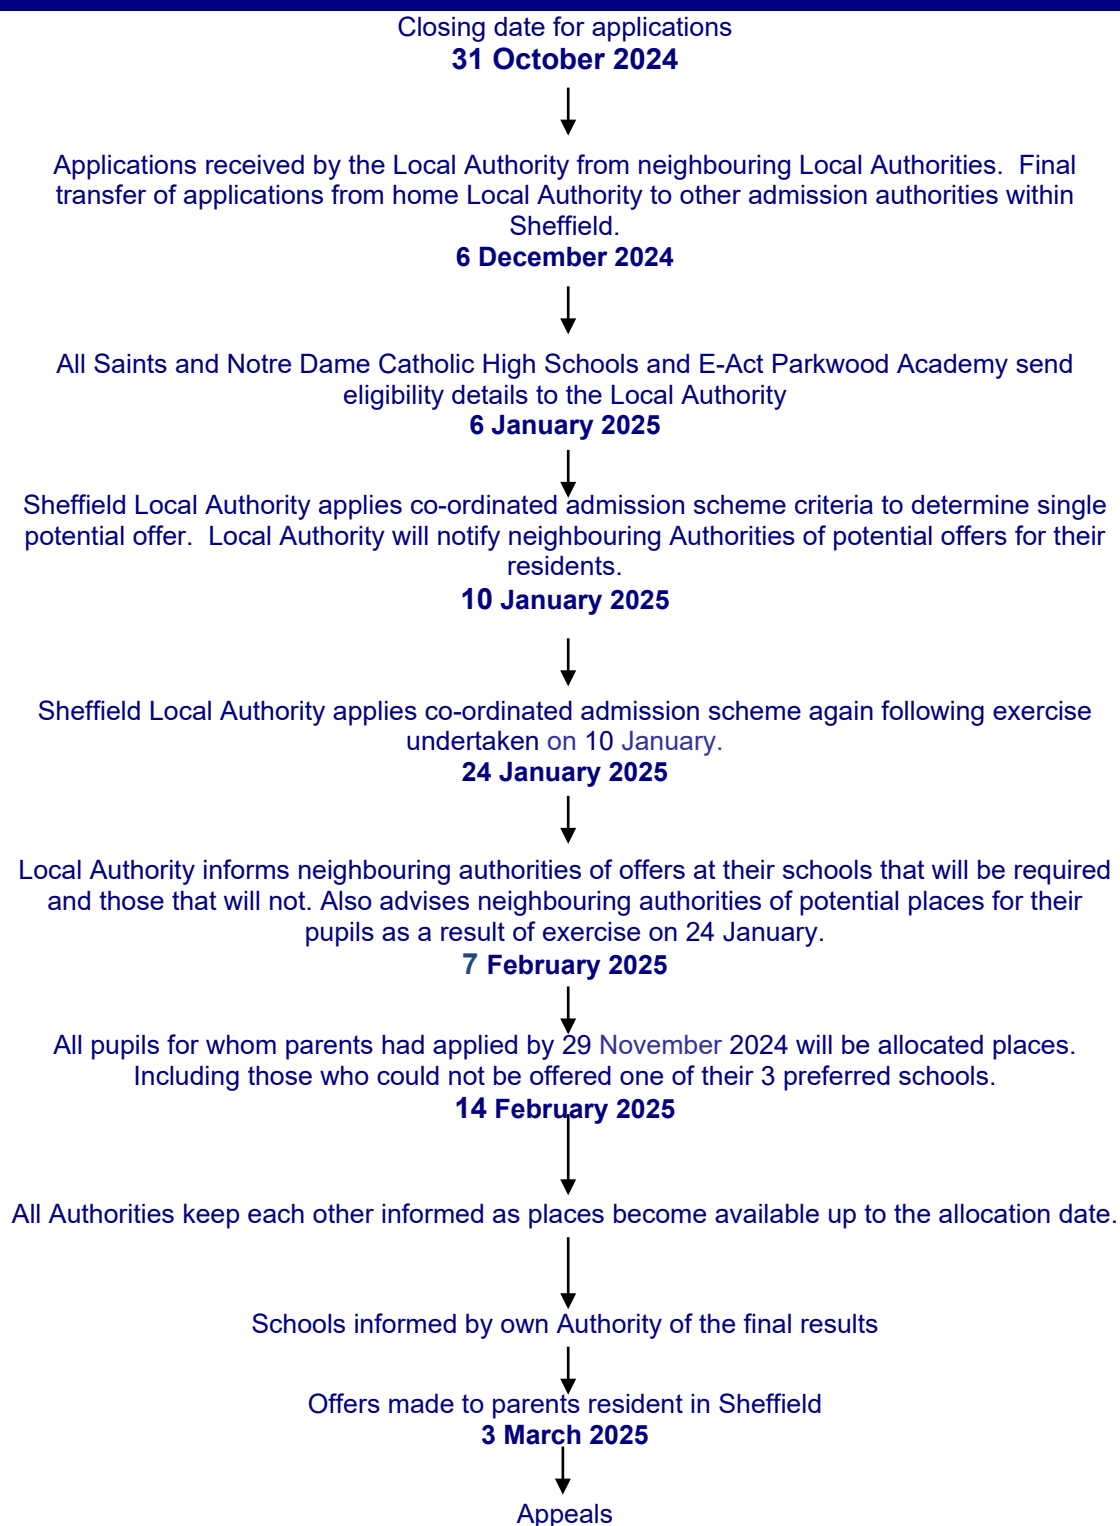 Closing date for applications
31 October 2024
Applications received by the Local Authority from neighbouring Local Authorities.  Final
transfer of applications from home Local Authority to other admission authorities within
Sheffield.
6 December 2024
All Saints and Notre Dame Catholic High Schools and E-Act Parkwood Academy send
eligibility details to the Local Authority
6 January 2025
Sheffield Local Authority applies co-ordinated admission scheme criteria to determine single
potential offer.  Local Authority will notify neighbouring Authorities of potential offers for their
residents.
10 January 2025
Sheffield Local Authority applies co-ordinated admission scheme again following exercise
undertaken on 10 January.
24 January 2025
Local Authority informs neighbouring authorities of offers at their schools that will be required
and those that will not. Also advises neighbouring authorities of potential places for their
pupils as a result of exercise on 24 January.
7 February 2025
All pupils for whom parents had applied by 29 November 2024 will be allocated places.
Including those who could not be offered one of their 3 preferred schools.
14 February 2025
All Authorities keep each other informed as places become available up to the allocation date.
Schools informed by own Authority of the final results
Offers made to parents resident in Sheffield
3 March 2025
Appeals